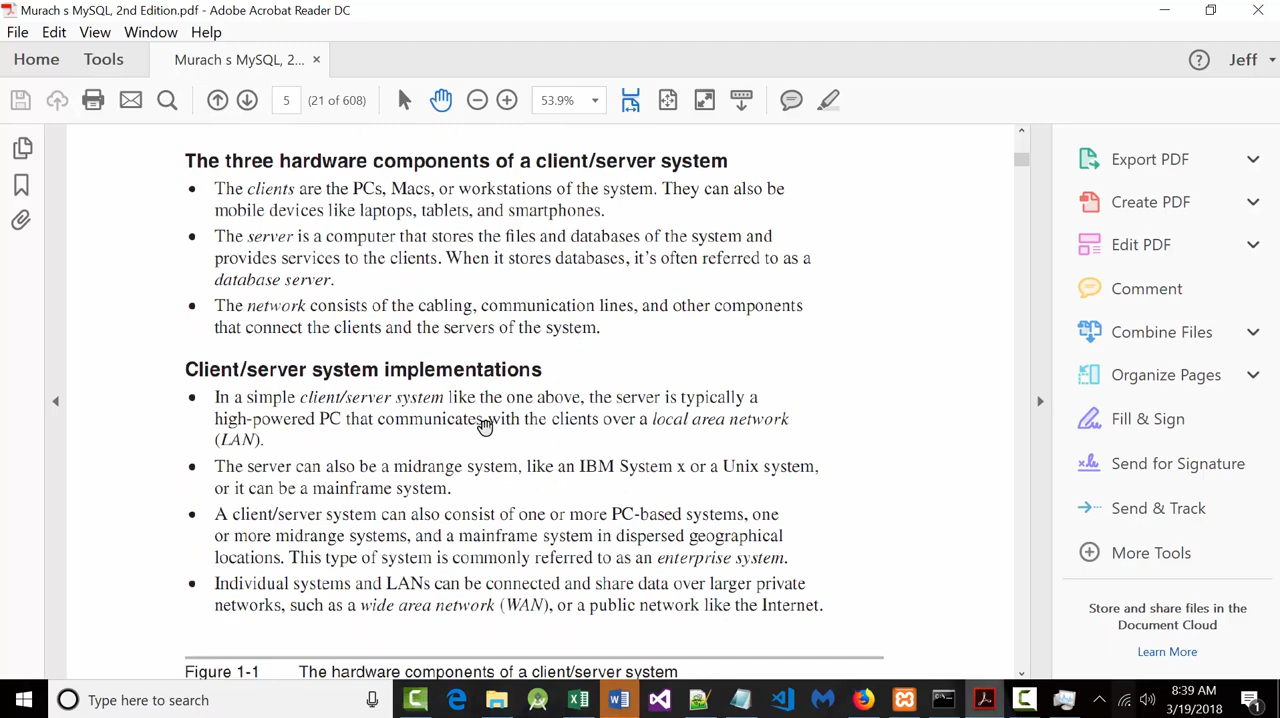 Murach s MySQL, 2nd Edition.pdf - Adobe Acrobat Reader DC
File Edit View Window Help
Home Tools Murach s MySQL, 2... × Jeff
5 (21 of 608) 53.9%
The three hardware components of a client/server system
• The clients are the PCs, Macs, or workstations of the system. They can also be
mobile devices like laptops, tablets, and smartphones.
• The server is a computer that stores the files and databases of the system and
provides services to the clients. When it stores databases, it's often referred to as a
database server.
• The network consists of the cabling, communication lines, and other components
that connect the clients and the servers of the system.
Client/server system implementations
• In a simple client/server system like the one above, the server is typically a
high-powered PC that communicates with the clients over a local area network
(LAN).
• The server can also be a midrange system, like an IBM System x or a Unix system,
or it can be a mainframe system.
• A client/server system can also consist of one or more PC-based systems, one
or more midrange systems, and a mainframe system in dispersed geographical
locations. This type of system is commonly referred to as an enterprise system.
• Individual systems and LANs can be connected and share data over larger private
networks, such as a wide area network (WAN), or a public network like the Internet.
Figure 1-1 The hardware components of a client/server system
Export PDF
Create PDF
Edit PDF
Comment
Combine Files
Organize Pages
Fill & Sign
Send for Signature
Send & Track
More Tools
Store and share files in the
Document Cloud
Learn More
Type here to search
8:39 AM
3/19/2018
1